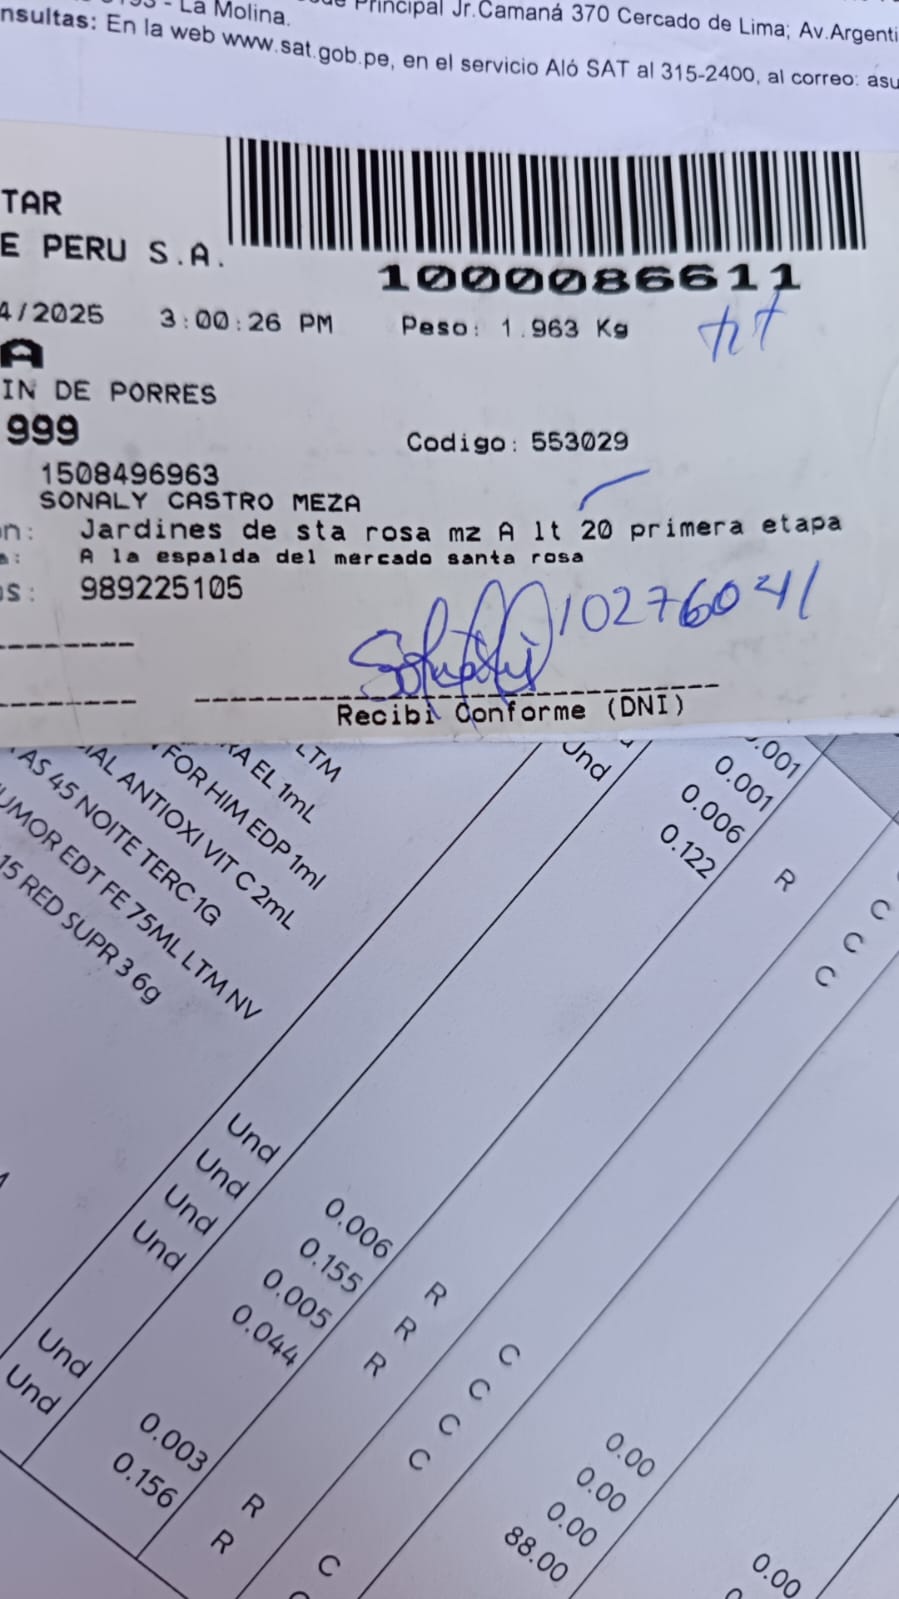 - La Molina.
Principal Jr.Camaná 370 Cercado de Lima; Av.Argenti
nsultas: En la web www.sat.gob.pe, en el servicio Aló SAT al 315-2400, al correo: asu
TAR
E PERU S.A.
1000086611
4/2025 3:00:26 PM Peso: 1.963 Kg
A
IN DE PORRES
999 Codigo: 553029
1508496963
SONALY CASTRO MEZA
n: Jardines de sta rosa mz A lt 20 primera etapa
a: A la espalda del mercado santa rosa
os: 989225105
10276041
Recibi Conforme (DNI)
LTM
RA EL 1mL
FOR HIM EDP 1ml
IAL ANTIOXI VIT C 2mL
AS 45 NOITE TERC 1G
UMOR EDT FE 75ML LTM NV
15 RED SUPR 3 6g
Und
.001
0.001
0.006
0.122
R
C
C
C
Und
Und
Und
Und
0.006
0.155
0.005
0.044
R
R
R
C
C
C
C
0.00
0.00
0.00
88.00
Und
Und
0.003
0.156
R
R
C
0.00